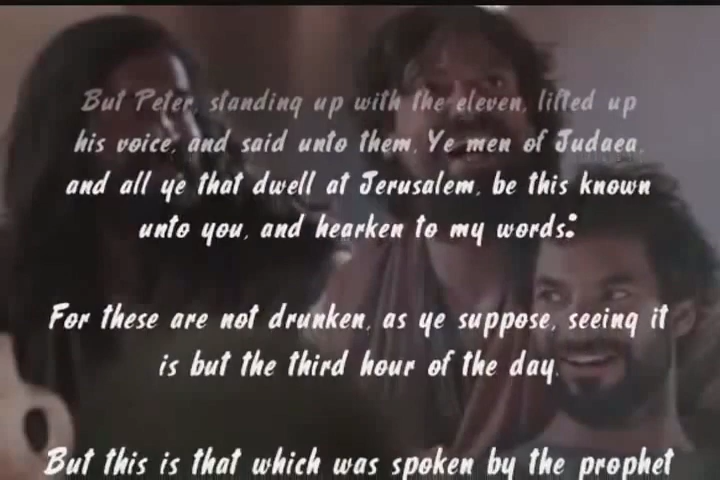 But Peter, standing up with the eleven, lifted up
his voice, and said unto them, Ye men of Judaea,
and all ye that dwell at Jerusalem, be this known
unto you, and hearken to my words:
For these are not drunken, as ye suppose, seeing it
is but the third hour of the day.
But this is that which was spoken by the prophet